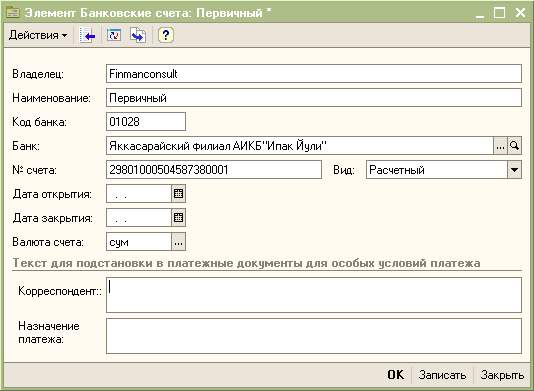 Элемент Банковские счета: Первичный *
Действия
Владелец: Finmanconsult
Наименование: Первичный
Код банка: 01028
Банк: Яккасарайский филиал АИКБ"Ипак Йули" ...
№ счета: 29801000504587380001 Вид: Расчетный
Дата открытия: . .
Дата закрытия: . .
Валюта счета: сум ...
Текст для подстановки в платежные документы для особых условий платежа
Корреспондент::
Назначение
платежа:
OK Записать Закрыть